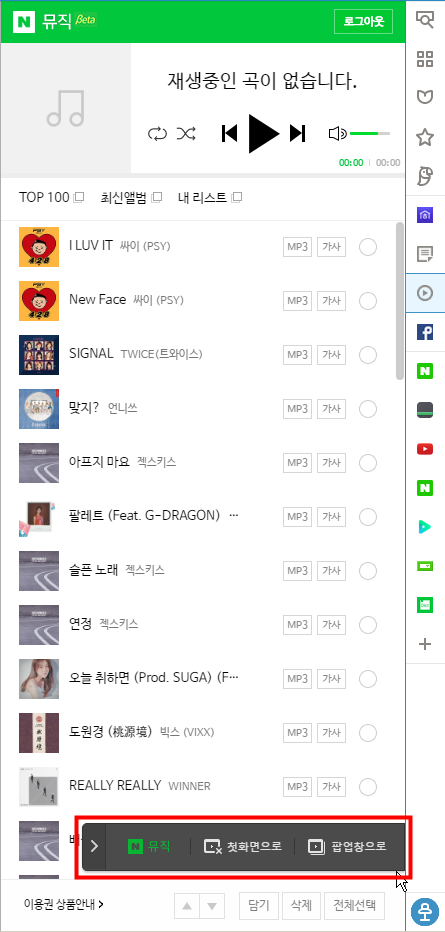 N 뮤직 Beta 로그아웃
재생중인 곡이 없습니다.
00:00 | 00:00
TOP 100 최신앨범 내 리스트
I LUV IT 싸이 (PSY) MP3 가사
New Face 싸이 (PSY) MP3 가사
SIGNAL TWICE(트와이스) MP3 가사
맞지? 언니쓰 MP3 가사
아프지 마요 젝스키스 MP3 가사
팔레트 (Feat. G-DRAGON) ··· MP3 가사
슬픈 노래 젝스키스 MP3 가사
연정 젝스키스 MP3 가사
오늘 취하면 (Prod. SUGA) (F··· MP3 가사
도원경 (桃源境) 빅스 (VIXX) MP3 가사
REALLY REALLY WINNER MP3 가사
N 뮤직 첫화면으로 팝업창으로
이용권 상품안내 > 담기 삭제 전체선택